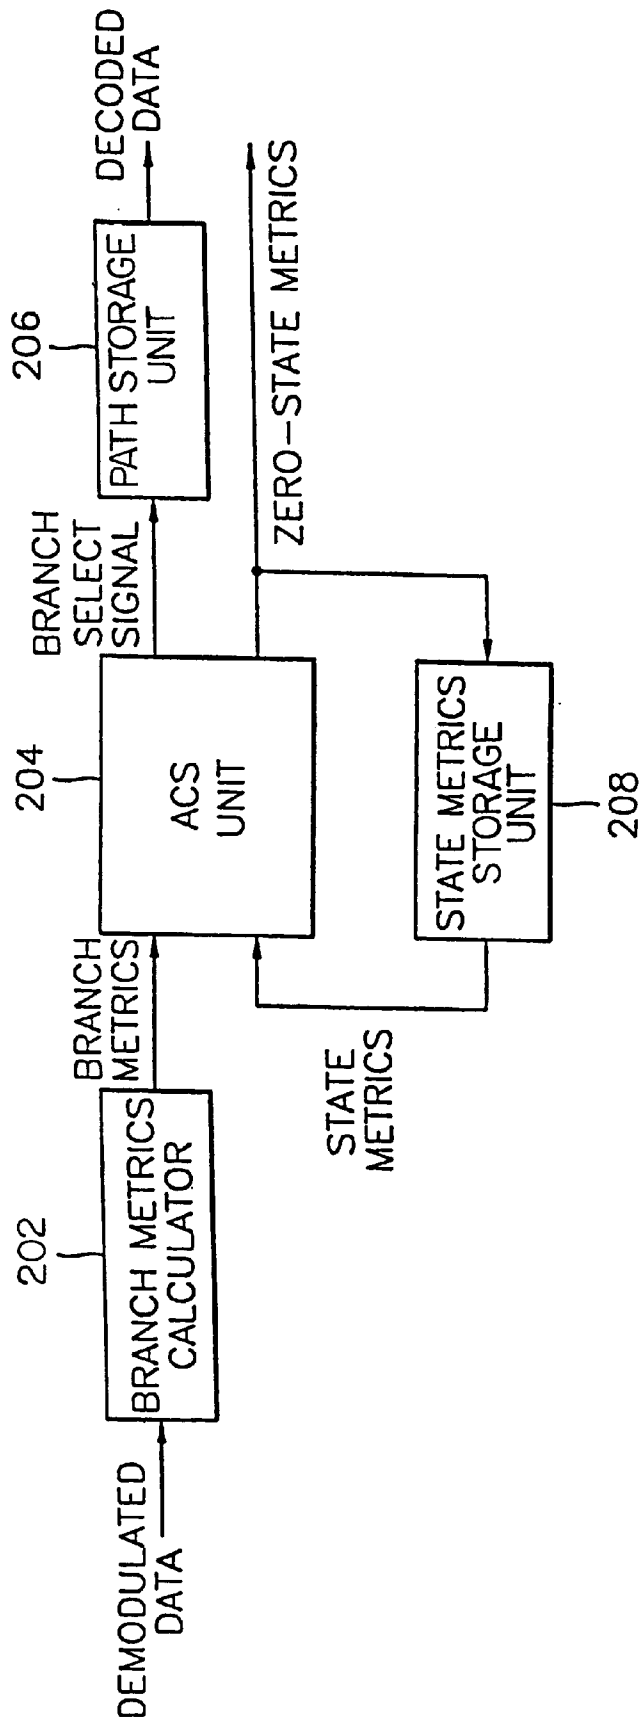 DEMODULATED
DATA
202
BRANCH METRICS
CALCULATOR
BRANCH
METRICS
204
ACS
UNIT
STATE
METRICS
STATE METRICS
STORAGE
UNIT
208
BRANCH
SELECT
SIGNAL
206
PATH STORAGE
UNIT
DECODED
DATA
ZERO-STATE METRICS